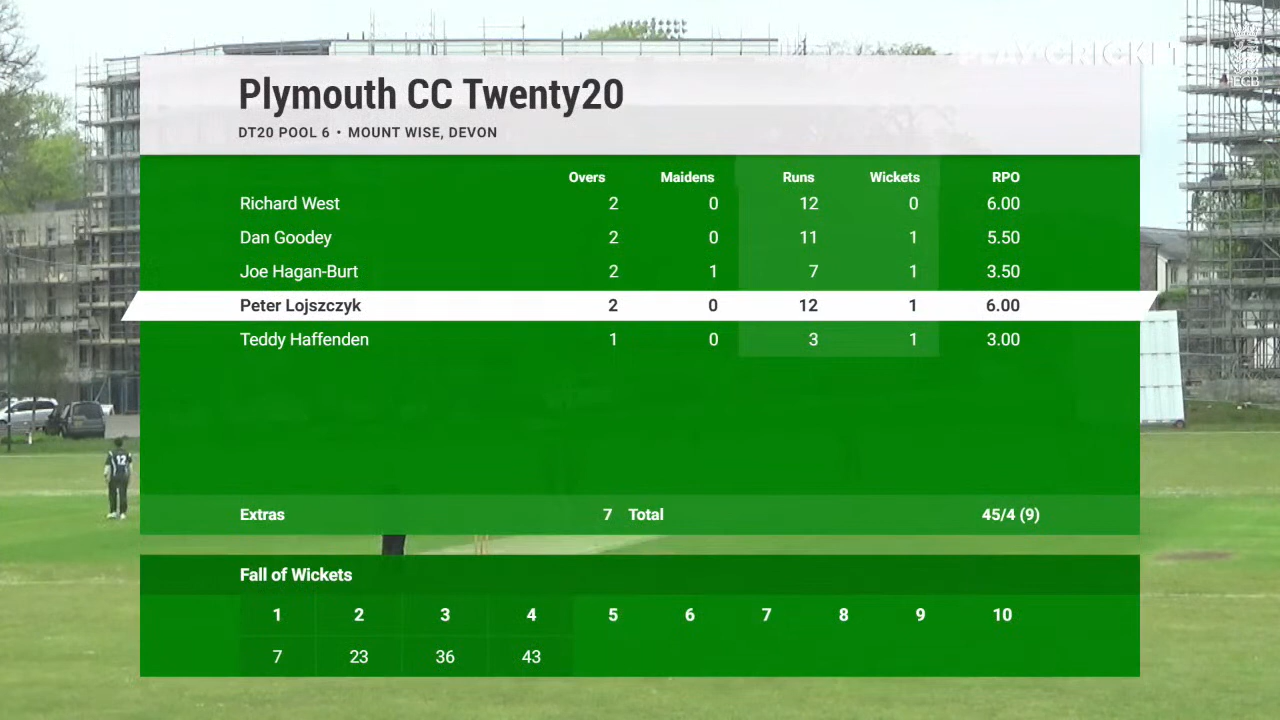 PLAY-CRICKET
ECB
Plymouth CC Twenty20
DT20 POOL 6 • MOUNT WISE, DEVON
Overs Maidens Runs Wickets RPO
Richard West 2 0 12 0 6.00
Dan Goodey 2 0 11 1 5.50
Joe Hagan-Burt 2 1 7 1 3.50
Peter Lojszczyk 2 0 12 1 6.00
Teddy Haffenden 1 0 3 1 3.00
12
Extras 7 Total 45/4 (9)
Fall of Wickets
1 2 3 4 5 6 7 8 9 10
7 23 36 43